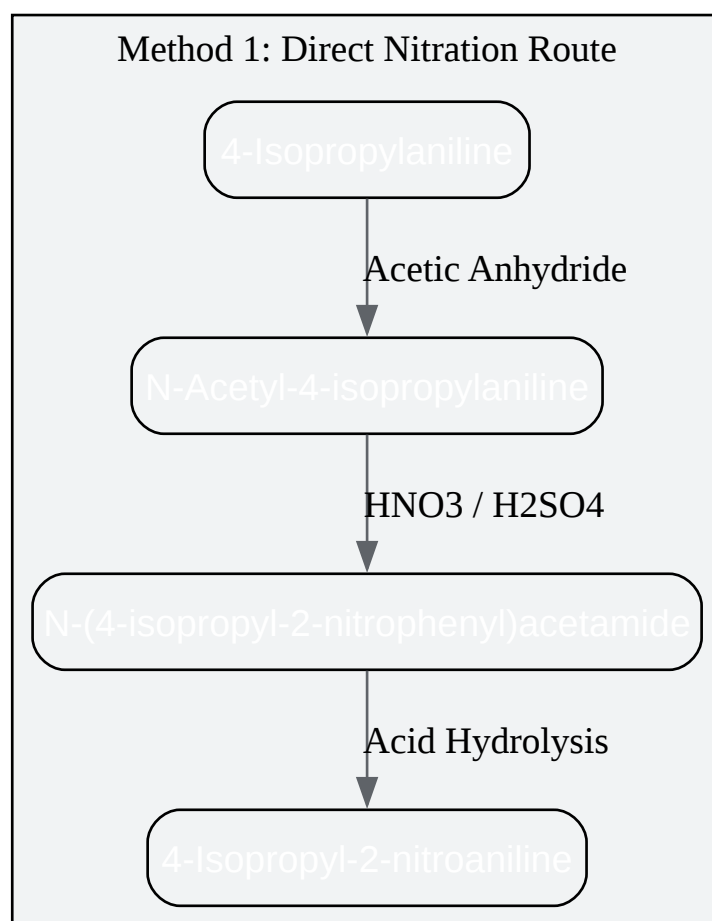 Method 1: Direct Nitration Route
4-Isopropylaniline
Acetic Anhydride
N-Acetyl-4-isopropylaniline
HNO3 / H2SO4
N-(4-isopropyl-2-nitrophenyl)acetamide
Acid Hydrolysis
4-Isopropyl-2-nitroaniline